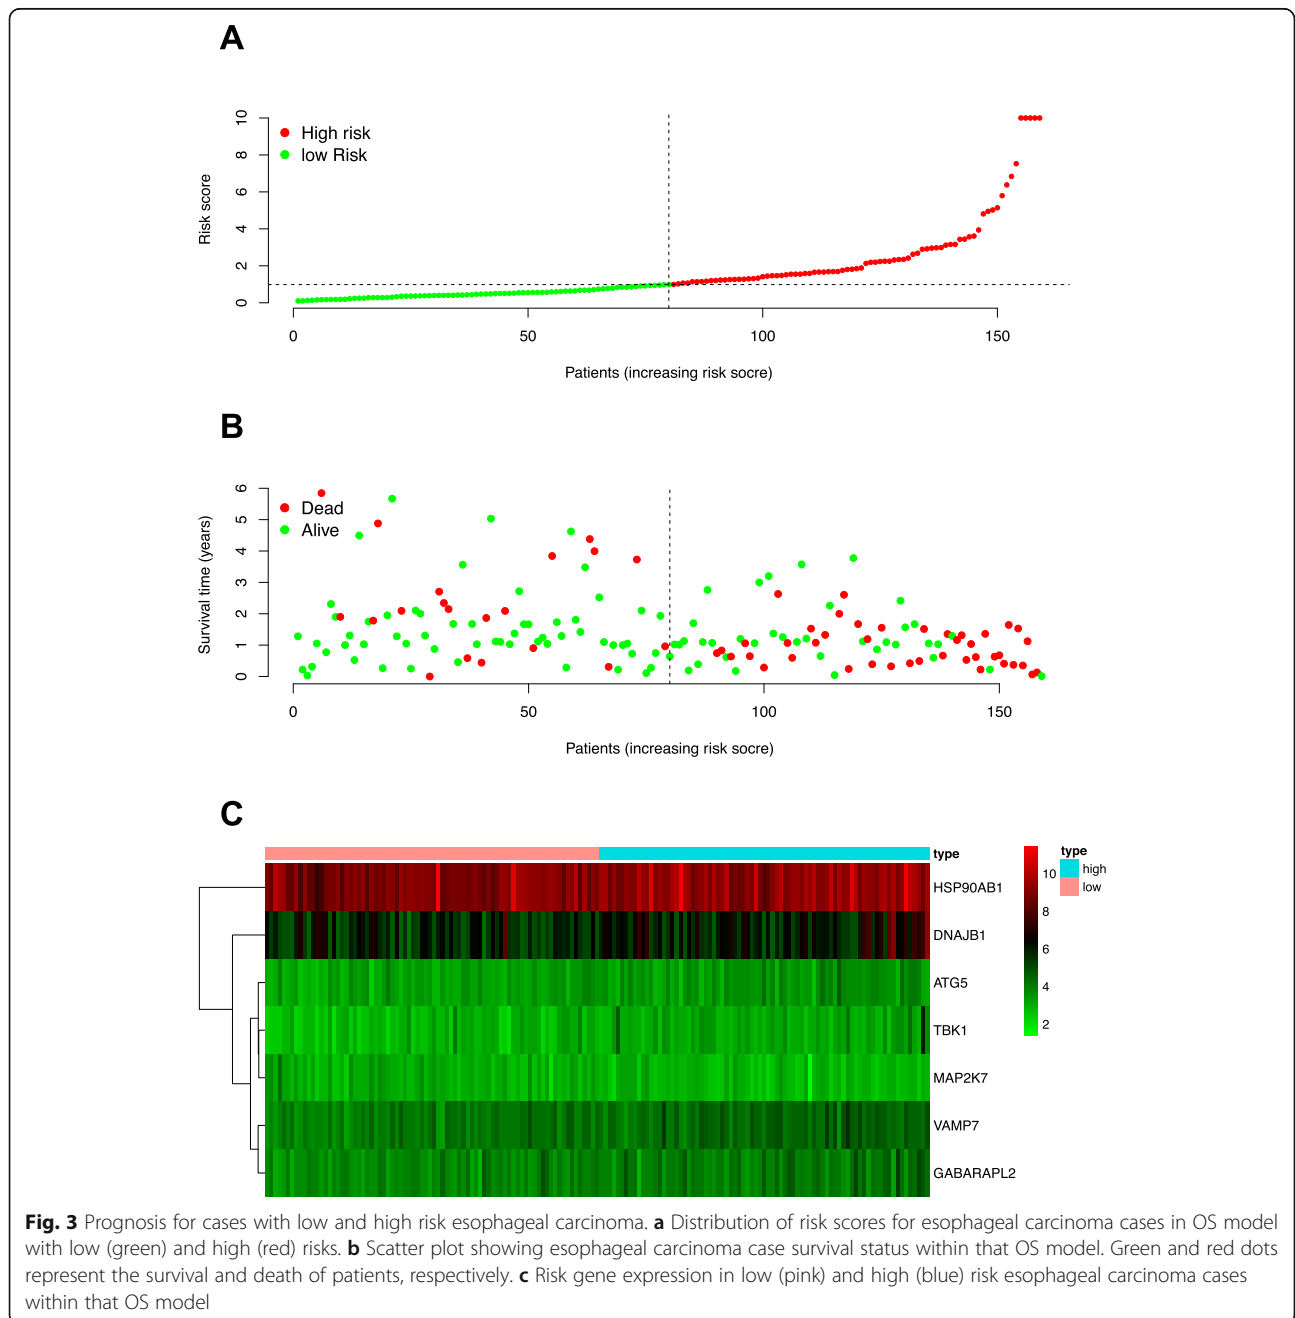 A
10
8
6
4
2
0
Risk score
High risk
low Risk
0 50 100 150
Patients (increasing risk socre)
B
6
5
4
3
2
1
0
Survival time (years)
Dead
Alive
0 50 100 150
Patients (increasing risk socre)
C
type
HSP90AB1
DNAJB1
ATG5
TBK1
MAP2K7
VAMP7
GABARAPL2
10
8
6
4
2
type
high
low
Fig. 3 Prognosis for cases with low and high risk esophageal carcinoma. a Distribution of risk scores for esophageal carcinoma cases in OS model
with low (green) and high (red) risks. b Scatter plot showing esophageal carcinoma case survival status within that OS model. Green and red dots
represent the survival and death of patients, respectively. c Risk gene expression in low (pink) and high (blue) risk esophageal carcinoma cases
within that OS model